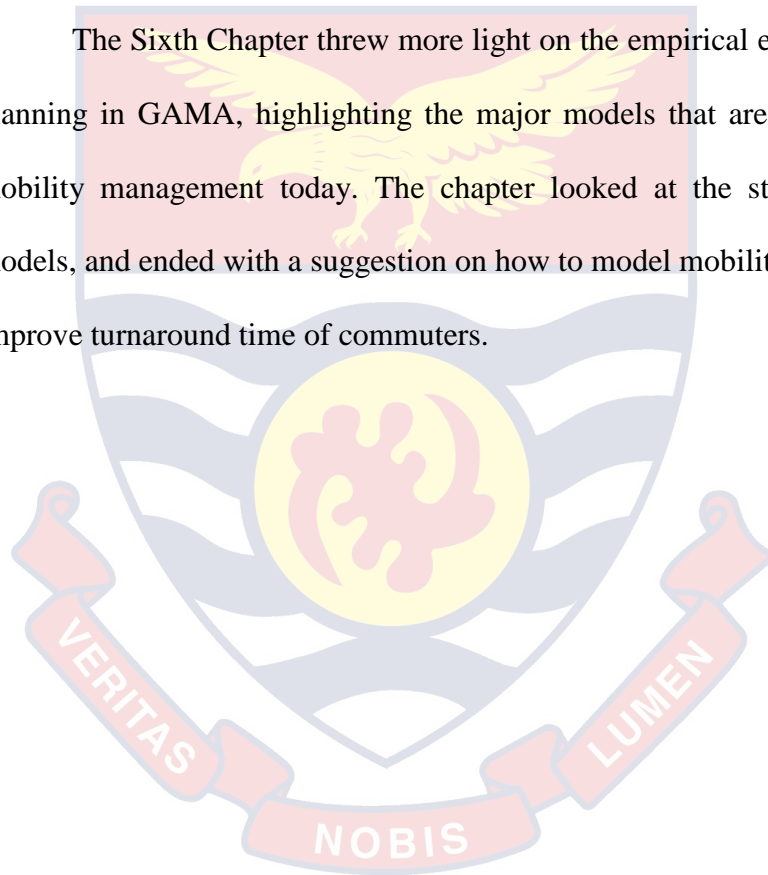 The Sixth Chapter threw more light on the empirical e
lanning in GAMA, highlighting the major models that are
obility management today. The chapter looked at the st
odels, and ended with a suggestion on how to model mobilit
mprove turnaround time of commuters.
VERITAS
NOBIS
LUMEN